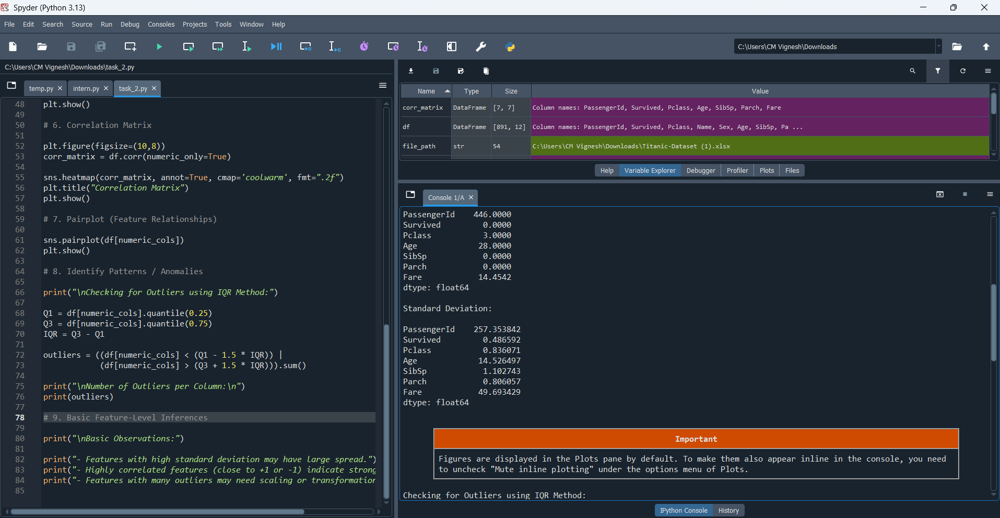 Spyder (Python 3.13)
File Edit Search Source Run Debug Consoles Projects Tools Window Help
C:\Users\CM Vignesh\Downloads
C:\Users\CM Vignesh\Downloads\task_2.py
temp.py intern.py task_2.py
48 plt.show()
49
50 # 6. Correlation Matrix
51
52 plt.figure(figsize=(10,8))
53 corr_matrix = df.corr(numeric_only=True)
54
55 sns.heatmap(corr_matrix, annot=True, cmap='coolwarm', fmt=".2f")
56 plt.title("Correlation Matrix")
57 plt.show()
58
59 # 7. Pairplot (Feature Relationships)
60
61 sns.pairplot(df[numeric_cols])
62 plt.show()
63
64 # 8. Identify Patterns / Anomalies
65
66 print("\nChecking for Outliers using IQR Method:")
67
68 Q1 = df[numeric_cols].quantile(0.25)
69 Q3 = df[numeric_cols].quantile(0.75)
70 IQR = Q3 - Q1
71
72 outliers = ((df[numeric_cols] < (Q1 - 1.5 * IQR)) |
73 (df[numeric_cols] > (Q3 + 1.5 * IQR))).sum()
74
75 print("\nNumber of Outliers per Column:\n")
76 print(outliers)
77
78 # 9. Basic Feature-Level Inferences
79
80 print("\nBasic Observations:")
81
82 print("- Features with high standard deviation may have large spread.")
83 print("- Highly correlated features (close to +1 or -1) indicate strong
84 print("- Features with many outliers may need scaling or transformation
85
Name Type Size Value
corr_matrix DataFrame [7, 7] Column names: PassengerId, Survived, Pclass, Age, SibSp, Parch, Fare
df DataFrame [891, 12] Column names: PassengerId, Survived, Pclass, Name, Sex, Age, SibSp, Pa ...
file_path str 54 C:\Users\CM Vignesh\Downloads\Titanic-Dataset (1).xlsx
Help Variable Explorer Debugger Profiler Plots Files
Console 1/A
PassengerId 446.0000
Survived 0.0000
Pclass 3.0000
Age 28.0000
SibSp 0.0000
Parch 0.0000
Fare 14.4542
dtype: float64
Standard Deviation:
PassengerId 257.353842
Survived 0.486592
Pclass 0.836071
Age 14.526497
SibSp 1.102743
Parch 0.806057
Fare 49.693429
dtype: float64
Important
Figures are displayed in the Plots pane by default. To make them also appear inline in the console, you need
to uncheck "Mute inline plotting" under the options menu of Plots.
Checking for Outliers using IQR Method:
IPython Console History